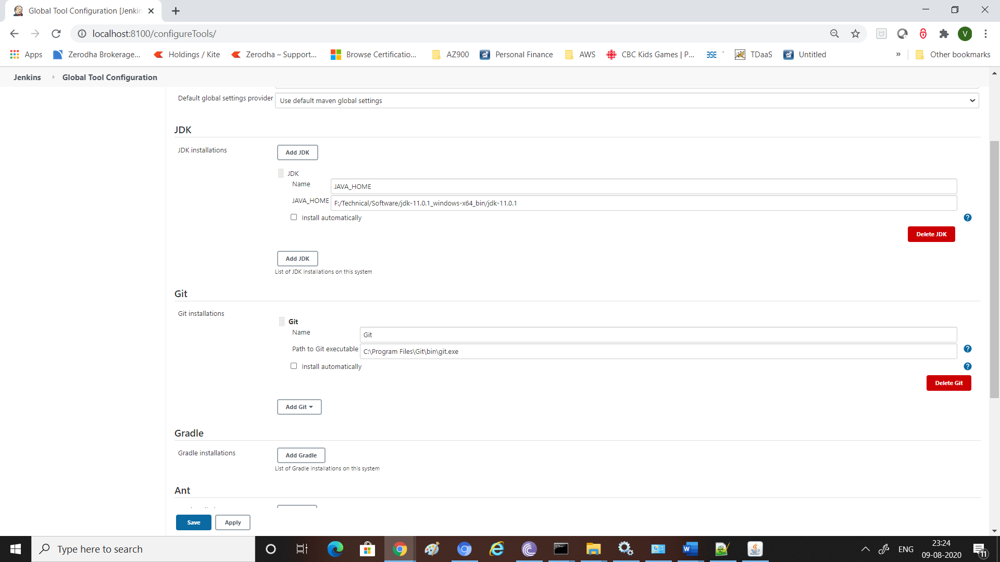 Global Tool Configuration [Jenkin
localhost:8100/configureTools/
V
Apps
Zerodha Brokerage...
Holdings / Kite
Zerodha – Support...
Browse Certificatio...
AZ900
Personal Finance
AWS
CBC Kids Games | P...
BSE `
TDaaS
Untitled
»
Other bookmarks
Jenkins
Global Tool Configuration
Default global settings provider
Use default maven global settings
JDK
JDK installations
Add JDK
JDK
Name
JAVA_HOME
JAVA_HOME
F:/Technical/Software/jdk-11.0.1_windows-x64_bin/jdk-11.0.1
Install automatically
?
Delete JDK
Add JDK
List of JDK installations on this system
Git
Git installations
Git
Name
Git
Path to Git executable
C:\Program Files\Git\bin\git.exe
?
Install automatically
?
Delete Git
Add Git
Gradle
Gradle installations
Add Gradle
List of Gradle installations on this system
Ant
Save
Apply
Type here to search
ENG
23:24
09-08-2020
11